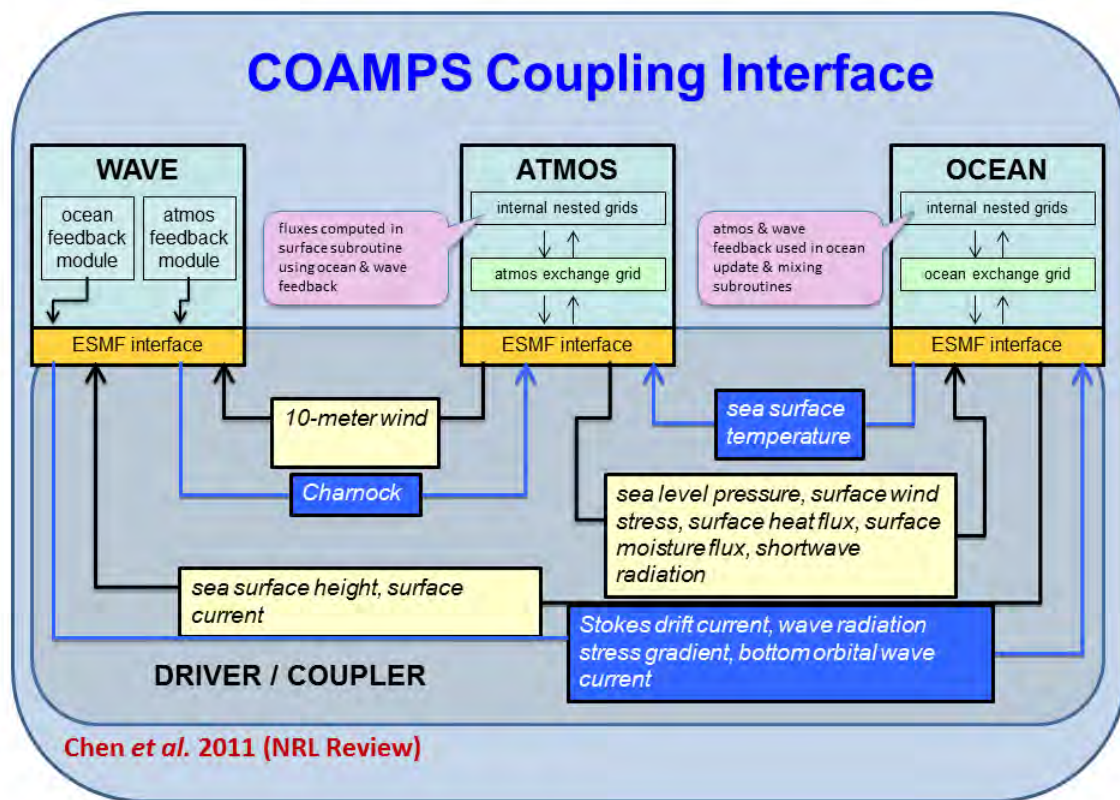 COAMPS Coupling Interface
WAVE
ocean
feedback
module
atmos
feedback
module
ESMF interface
fluxes computed in
surface subroutine
using ocean & wave
feedback
ATMOS
internal nested grids
atmos exchange grid
ESMF interface
atmos & wave
feedback used in ocean
update & mixing
subroutines
OCEAN
internal nested grids
ocean exchange grid
ESMF interface
10-meter wind
Charnock
sea surface
temperature
sea level pressure, surface wind
stress, surface heat flux, surface
moisture flux, shortwave
radiation
sea surface height, surface
current
Stokes drift current, wave radiation
stress gradient, bottom orbital wave
current
DRIVER / COUPLER
Chen et al. 2011 (NRL Review)